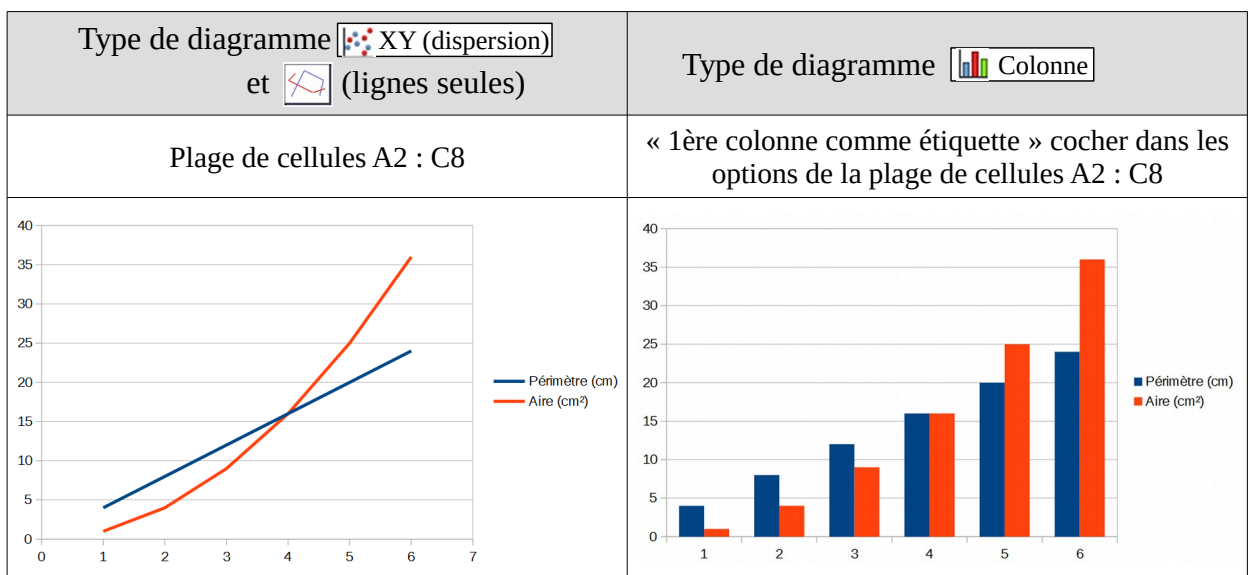 Type de diagramme XY (dispersion)
et (lignes seules)
Type de diagramme Colonne
Plage de cellules A2 : C8
« 1ère colonne comme étiquette » cocher dans les
options de la plage de cellules A2 : C8
40
35
30
25
20
15
10
5
0
0 1 2 3 4 5 6 7
Périmètre (cm)
Aire (cm²)
40
35
30
25
20
15
10
5
0
1 2 3 4 5 6
Périmètre (cm)
Aire (cm²)